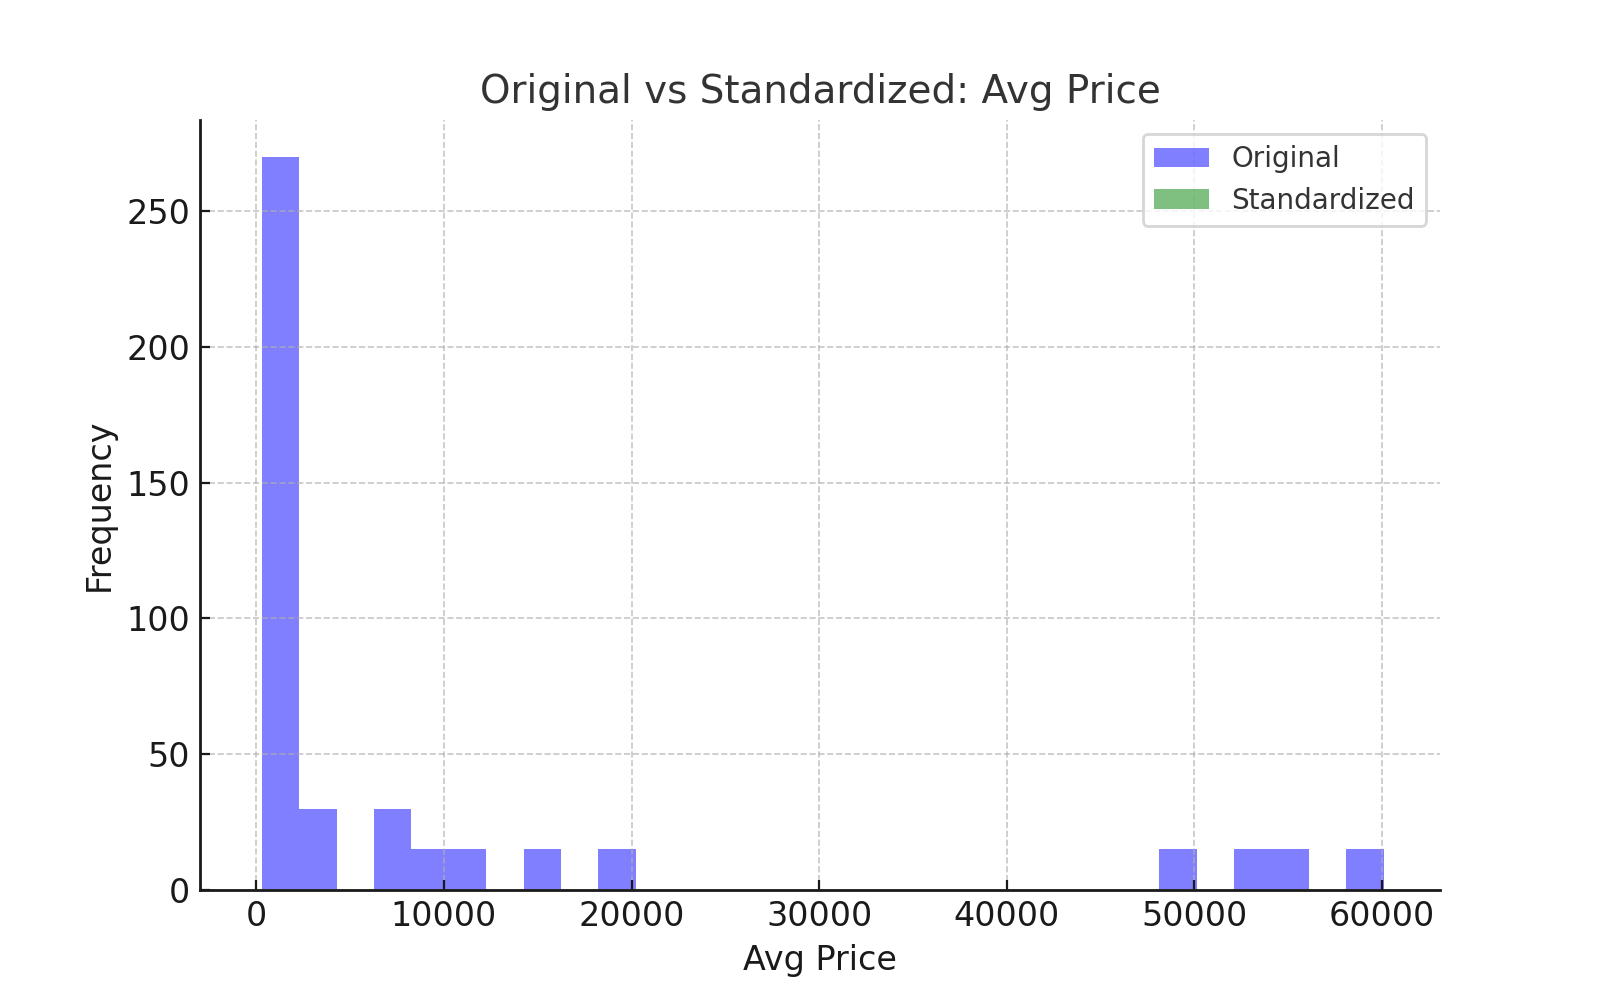 Original vs Standardized: Avg Price
Original
Standardized
Frequency
250
200
150
100
50
0
0 10000 20000 30000 40000 50000 60000
Avg Price